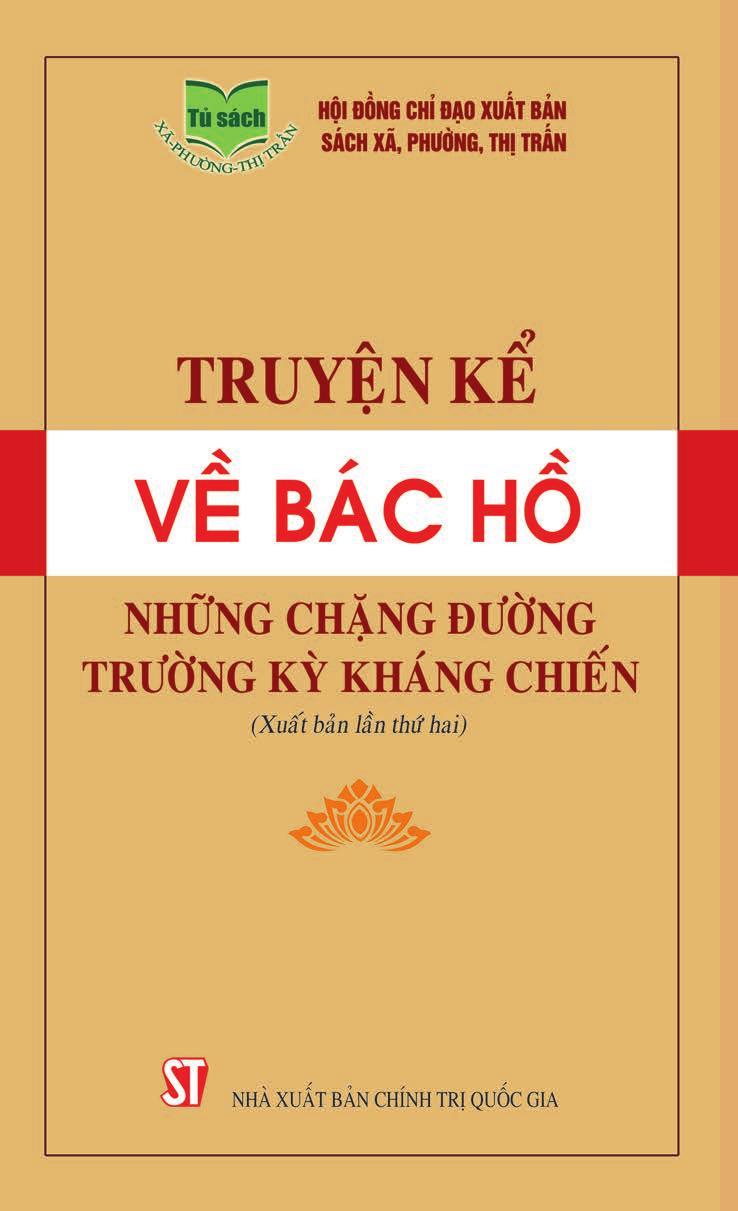 Tủ sách
XÃ-PHƯỜNG-THỊ TRẤN
HỘI ĐỒNG CHỈ ĐẠO XUẤT BẢN
SÁCH XÃ, PHƯỜNG, THỊ TRẤN
TRUYỆN KỂ
VỀ BÁC HỒ
NHỮNG CHẶNG ĐƯỜNG
TRƯỜNG KỲ KHÁNG CHIẾN
(Xuất bản lần thứ hai)
ST
NHÀ XUẤT BẢN CHÍNH TRỊ QUỐC GIA